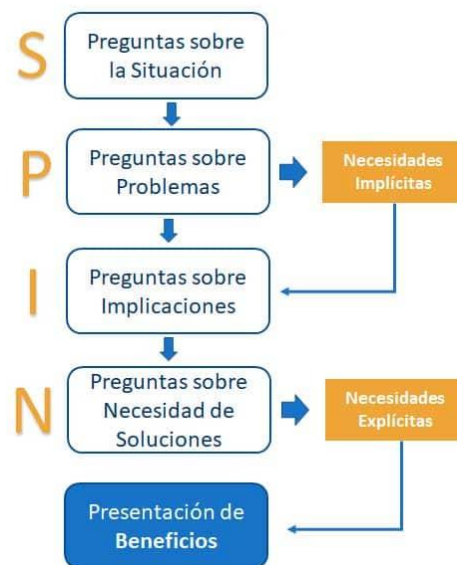 S
Preguntas sobre
la Situación
P
Preguntas sobre
Problemas
Necesidades
Implícitas
I
Preguntas sobre
Implicaciones
N
Preguntas sobre
Necesidad de
Soluciones
Necesidades
Explícitas
Presentación de
Beneficios